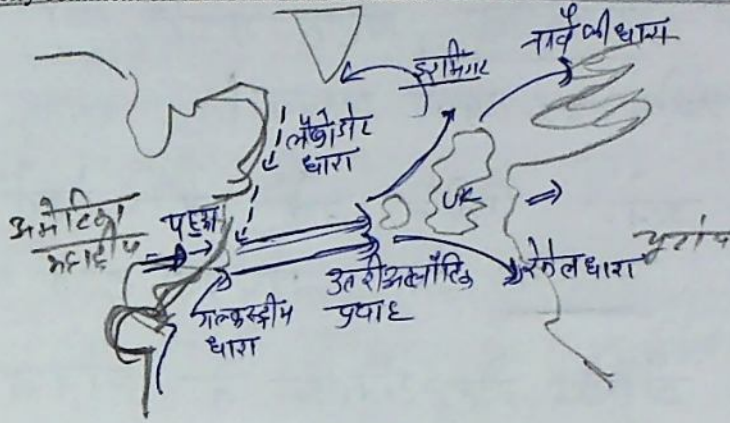 नार्वे की धारा
इरमिंगर
लैब्राडोर
धारा
अमेरिका
महाद्वीप
पछुआ
UK
यूरोप
रेनेल धारा
उत्तरी अटलांटिक
प्रवाह
गल्फस्ट्रीम
धारा